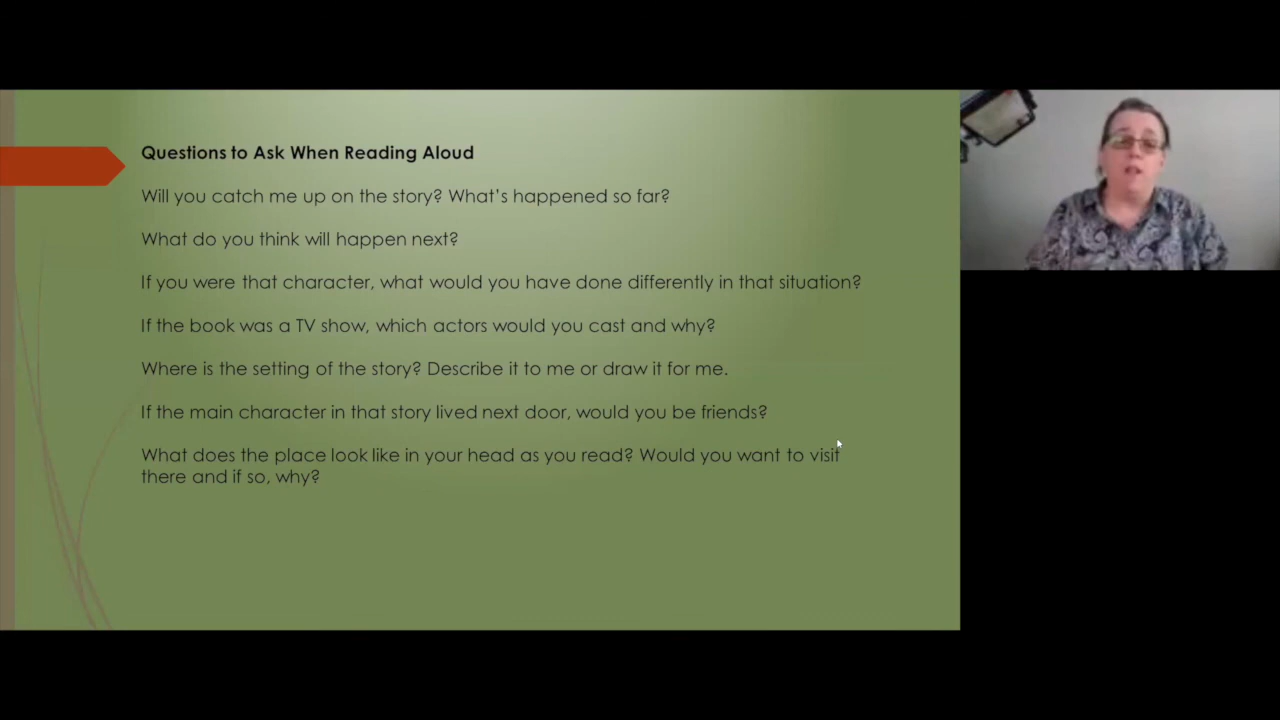 Questions to Ask When Reading Aloud
Will you catch me up on the story? What's happened so far?
What do you think will happen next?
If you were that character, what would you have done differently in that situation?
If the book was a TV show, which actors would you cast and why?
Where is the setting of the story? Describe it to me or draw it for me.
If the main character in that story lived next door, would you be friends?
What does the place look like in your head as you read? Would you want to visit
there and if so, why?